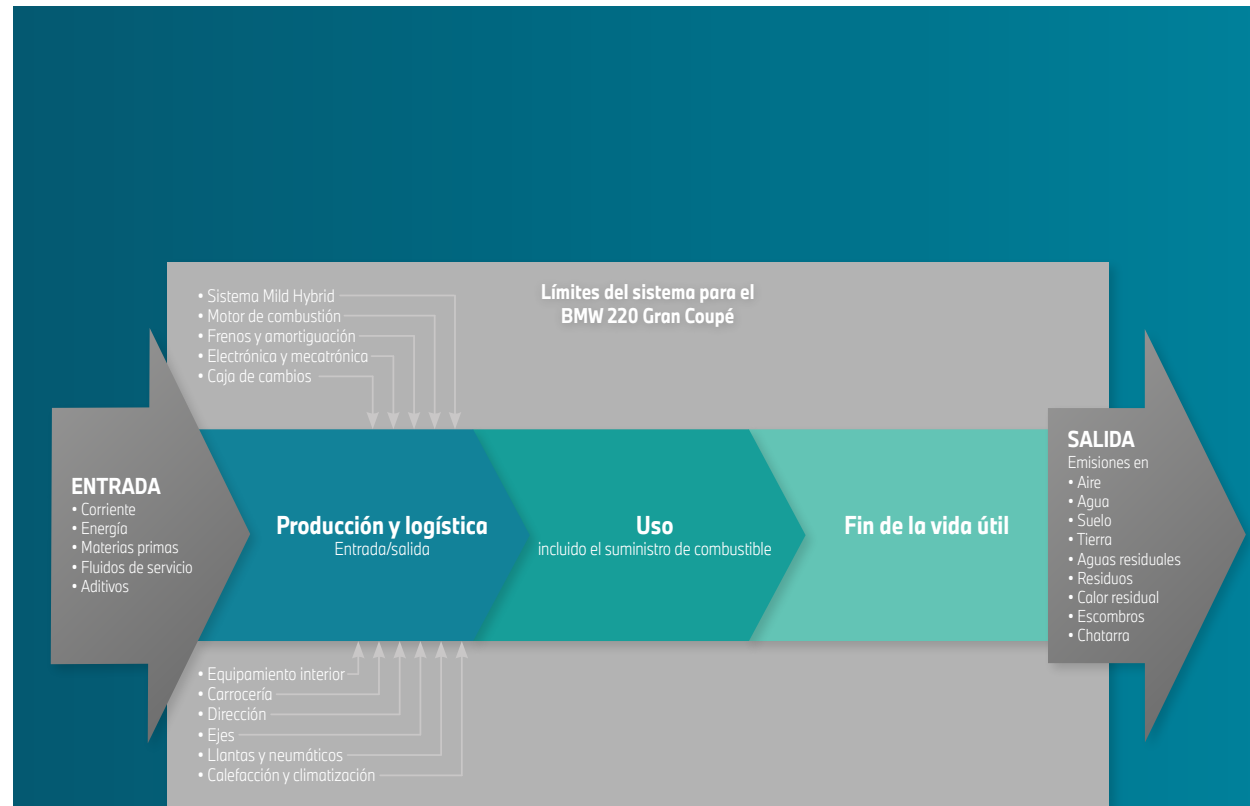 Límites del sistema para el
BMW 220 Gran Coupé
• Sistema Mild Hybrid
• Motor de combustión
• Frenos y amortiguación
• Electrónica y mecatrónica
• Caja de cambios
ENTRADA
• Corriente
• Energía
• Materias primas
• Fluidos de servicio
• Aditivos
Producción y logística
Entrada/salida
Uso
incluido el suministro de combustible
Fin de la vida útil
SALIDA
Emisiones en
• Aire
• Agua
• Suelo
• Tierra
• Aguas residuales
• Residuos
• Calor residual
• Escombros
• Chatarra
• Equipamiento interior
• Carrocería
• Dirección
• Ejes
• Llantas y neumáticos
• Calefacción y climatización